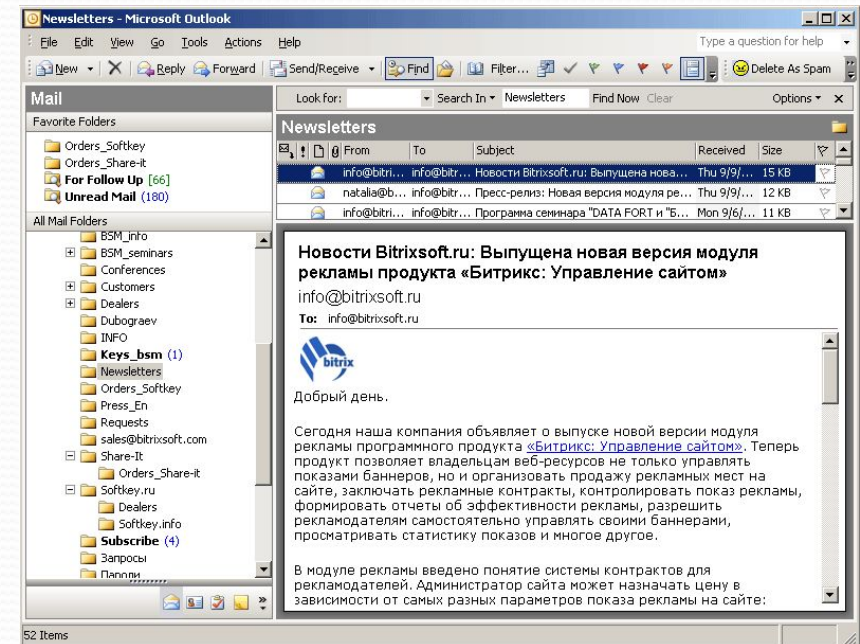 Newsletters - Microsoft Outlook
File Edit View Go Tools Actions Help Type a question for help
New Reply Forward Send/Receive Find Filter... Delete As Spam
Mail
Look for: Search In Newsletters Find Now Clear Options
Favorite Folders
Orders_Softkey
Orders_Share-it
For Follow Up [66]
Unread Mail (180)
All Mail Folders
BSM_info
BSM_seminars
Conferences
Customers
Dealers
Dubograev
INFO
Keys_bsm (1)
Newsletters
Orders_Softkey
Press_En
Requests
sales@bitrixsoft.com
Share-It
Orders_Share-it
Softkey.ru
Dealers
Softkey.info
Subscribe (4)
Запросы
Пароли
Newsletters
From To Subject Received Size
info@bitri... info@bitr... Новости Bitrixsoft.ru: Выпущена нова... Thu 9/9/... 15 KB
natalia@b... info@bitr... Пресс-релиз: Новая версия модуля ре... Thu 9/9/... 12 KB
info@bitri... info@bitr... Программа семинара "DATA FORT и "Б... Mon 9/6/... 11 KB
Новости Bitrixsoft.ru: Выпущена новая версия модуля
рекламы продукта «Битрикс: Управление сайтом»
info@bitrixsoft.ru
To: info@bitrixsoft.ru
bitrix
Добрый день.
Сегодня наша компания объявляет о выпуске новой версии модуля
рекламы программного продукта «Битрикс: Управление сайтом». Теперь
продукт позволяет владельцам веб-ресурсов не только управлять
показами баннеров, но и организовать продажу рекламных мест на
сайте, заключать рекламные контракты, контролировать показ рекламы,
формировать отчеты об эффективности рекламы, разрешить
рекламодателям самостоятельно управлять своими баннерами,
просматривать статистику показов и многое другое.
В модуле рекламы введено понятие системы контрактов для
рекламодателей. Администратор сайта может назначать цену в
зависимости от самых разных параметров показа рекламы на сайте:
52 Items